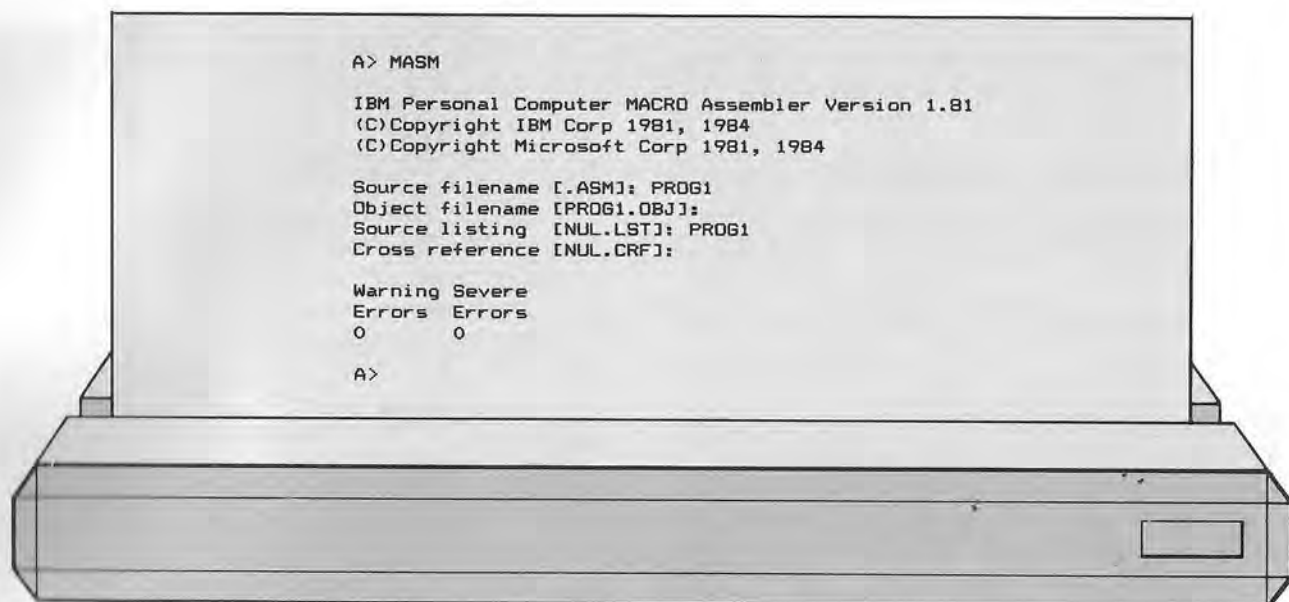 A> MASM
IBM Personal Computer MACRO Assembler Version 1.81
(C)Copyright IBM Corp 1981, 1984
(C)Copyright Microsoft Corp 1981, 1984
Source filename [.ASM]: PROG1
Object filename [PROG1.OBJ]:
Source listing [NUL.LST]: PROG1
Cross reference [NUL.CRF]:
Warning Severe
Errors Errors
0 0
A>